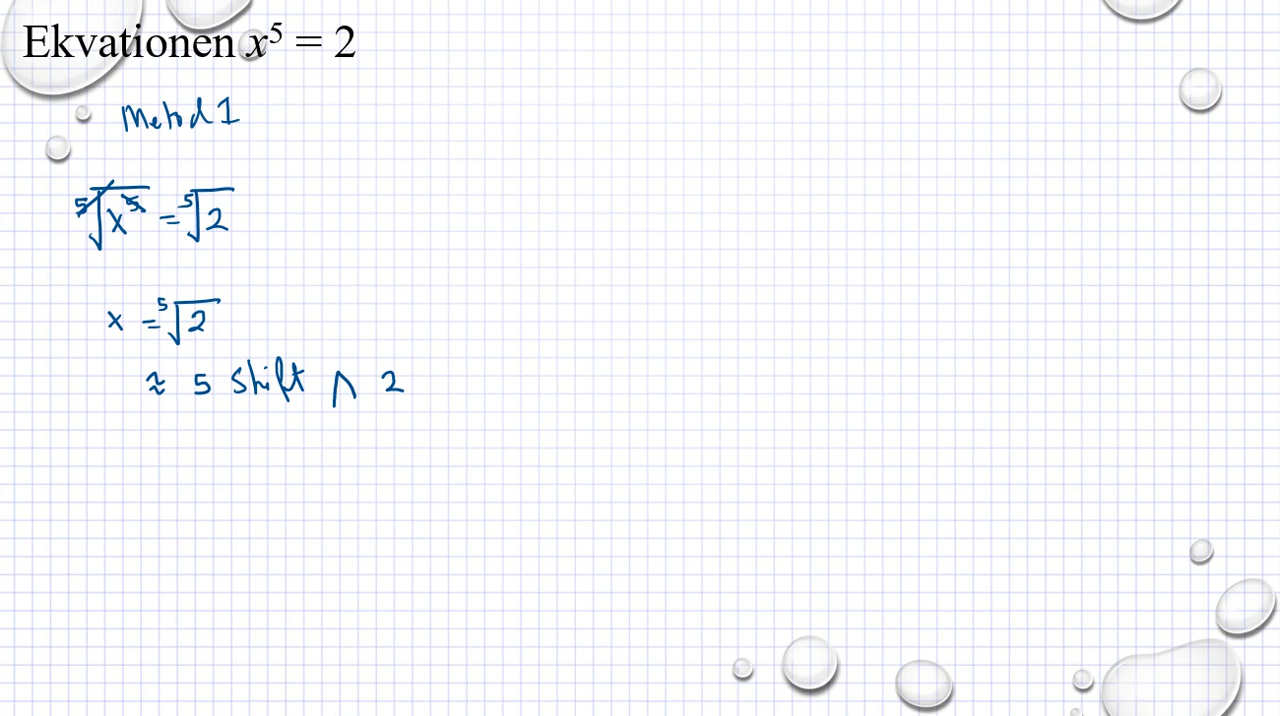 Ekvationen x⁵ = 2
Metod 1
⁵√x⁵ = ⁵√2
x = ⁵√2
≈ 5 shift ∧ 2